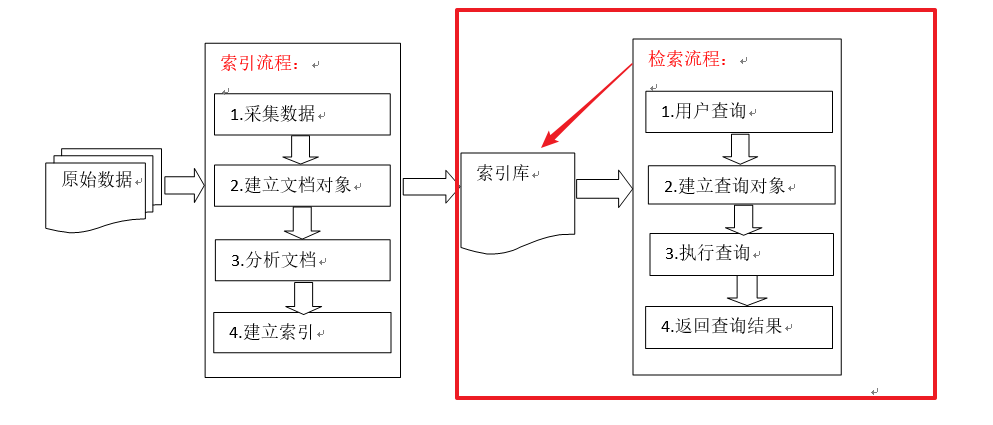 原始数据
索引流程：
1.采集数据
2.建立文档对象
3.分析文档
4.建立索引
索引库
检索流程：
1.用户查询
2.建立查询对象
3.执行查询
4.返回查询结果